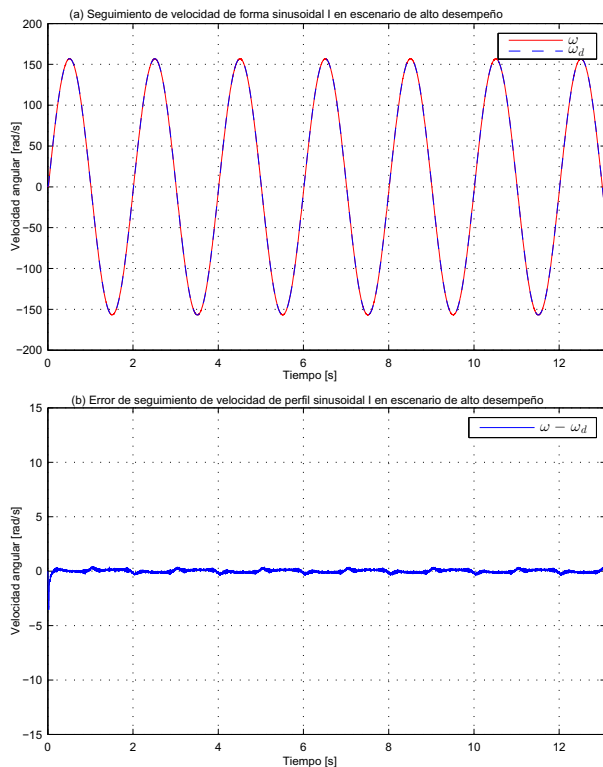 (a) Seguimiento de velocidad de forma sinusoidal I en escenario de alto desempeño
200
150
100
50
0
−50
−100
−150
−200
Velocidad angular [rad/s]
ω
ω_d
0 2 4 6 8 10 12
Tiempo [s]
(b) Error de seguimiento de velocidad de perfil sinusoidal I en escenario de alto desempeño
15
10
5
0
−5
−10
−15
Velocidad angular [rad/s]
ω − ω_d
0 2 4 6 8 10 12
Tiempo [s]